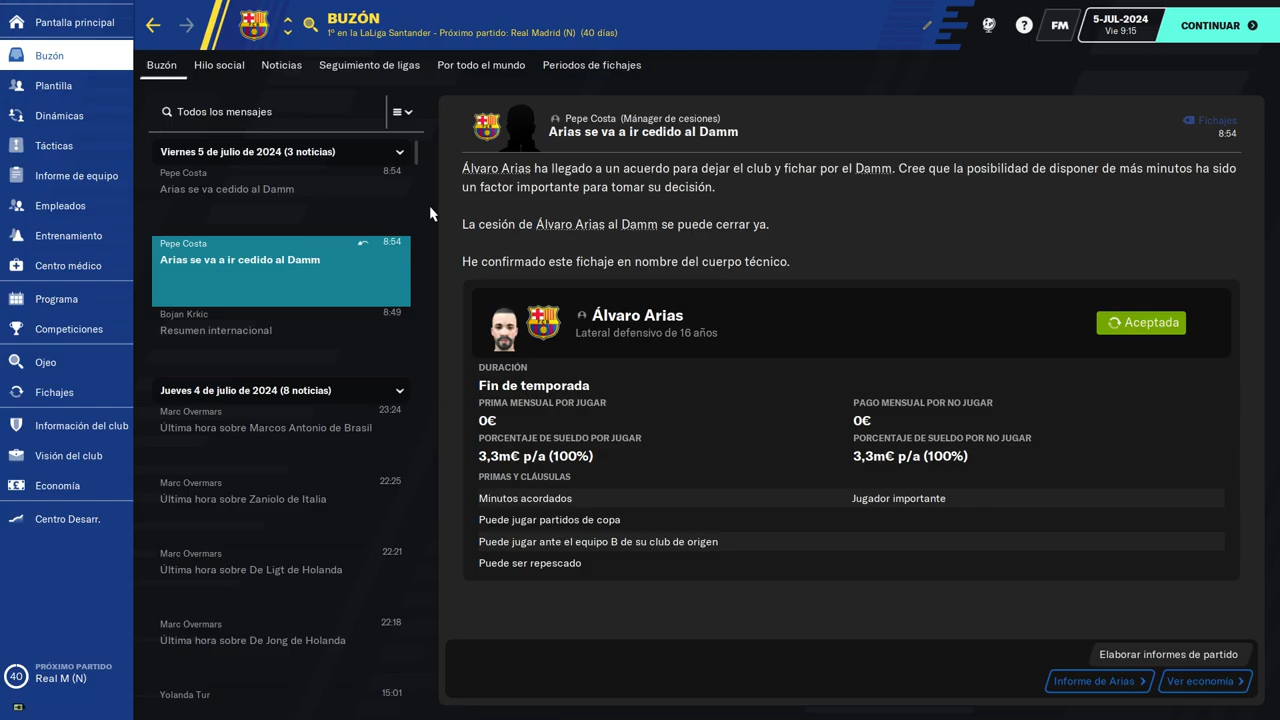 Pantalla principal
Buzón
Plantilla
Dinámicas
Tácticas
Informe de equipo
Empleados
Entrenamiento
Centro médico
Programa
Competiciones
Ojeo
Fichajes
Información del club
Visión del club
Economía
Centro Desarr.
40
PRÓXIMO PARTIDO
Real M (N)
BUZÓN
1º en la LaLiga Santander - Próximo partido: Real Madrid (N) (40 días)
?
FM
5-JUL-2024
Vie 9:15
CONTINUAR
Buzón Hilo social Noticias Seguimiento de ligas Por todo el mundo Periodos de fichajes
Todos los mensajes
Viernes 5 de julio de 2024 (3 noticias)
Pepe Costa 8:54
Arias se va cedido al Damm
Pepe Costa 8:54
Arias se va a ir cedido al Damm
Bojan Krkic 8:49
Resumen internacional
Jueves 4 de julio de 2024 (8 noticias)
Marc Overmars 23:24
Última hora sobre Marcos Antonio de Brasil
Marc Overmars 22:25
Última hora sobre Zaniolo de Italia
Marc Overmars 22:21
Última hora sobre De Ligt de Holanda
Marc Overmars 22:18
Última hora sobre De Jong de Holanda
Yolanda Tur 15:01
Pepe Costa (Mánager de cesiones)
Arias se va a ir cedido al Damm
Fichajes
8:54
Álvaro Arias ha llegado a un acuerdo para dejar el club y fichar por el Damm. Cree que la posibilidad de disponer de más minutos ha sido
un factor importante para tomar su decisión.
La cesión de Álvaro Arias al Damm se puede cerrar ya.
He confirmado este fichaje en nombre del cuerpo técnico.
Álvaro Arias
Lateral defensivo de 16 años
Aceptada
DURACIÓN
Fin de temporada
PRIMA MENSUAL POR JUGAR PAGO MENSUAL POR NO JUGAR
0€ 0€
PORCENTAJE DE SUELDO POR JUGAR PORCENTAJE DE SUELDO POR NO JUGAR
3,3m€ p/a (100%) 3,3m€ p/a (100%)
PRIMAS Y CLÁUSULAS
Minutos acordados Jugador importante
Puede jugar partidos de copa
Puede jugar ante el equipo B de su club de origen
Puede ser repescado
Elaborar informes de partido
Informe de Arias Ver economía